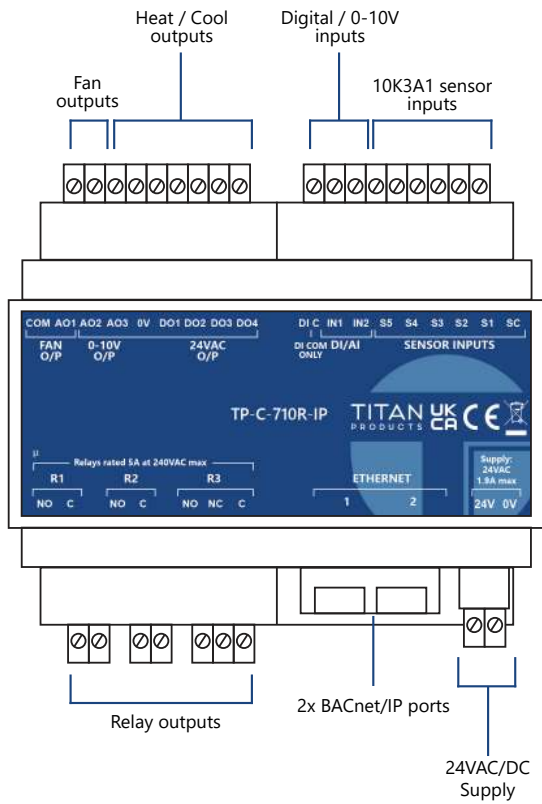 Heat / Cool
outputs
Digital / 0-10V
inputs
Fan
outputs
10K3A1 sensor
inputs
COM AO1 AO2 AO3 0V DO1 DO2 DO3 DO4
DI C IN1 IN2 S5 S4 S3 S2 S1 SC
FAN
O/P
0-10V
O/P
24VAC
O/P
DI COM
ONLY
DI/AI
SENSOR INPUTS
TP-C-710R-IP
TITAN
PRODUCTS
UK
CA
CE
μ
Relays rated 5A at 240VAC max
R1 R2 R3
NO C NO C NO NC C
ETHERNET
1 2
Supply:
24VAC
1.9A max
24V 0V
Relay outputs
2x BACnet/IP ports
24VAC/DC
Supply